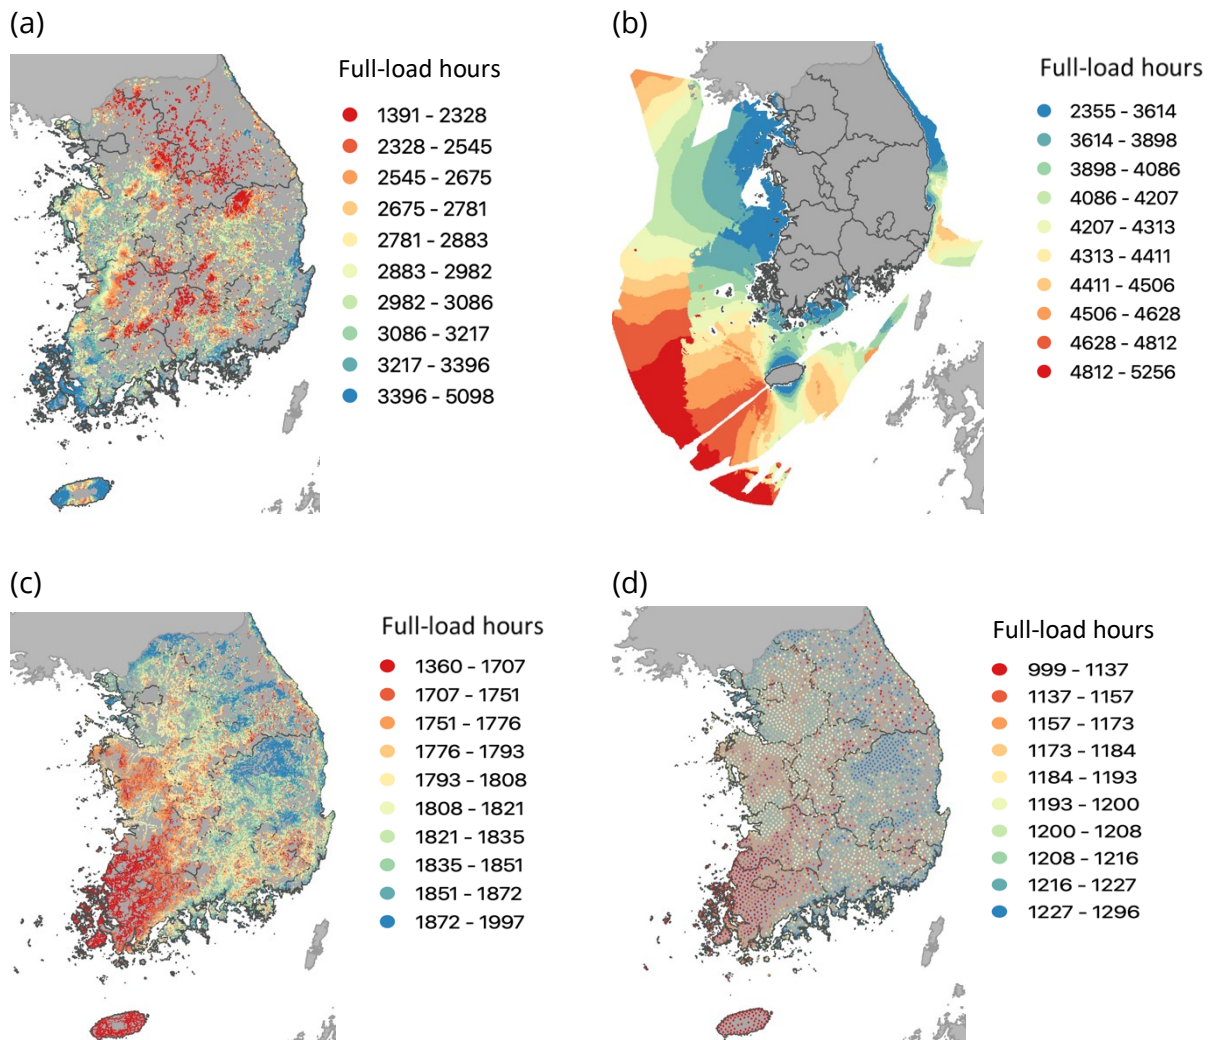 (a)
Full-load hours
1391 - 2328
2328 - 2545
2545 - 2675
2675 - 2781
2781 - 2883
2883 - 2982
2982 - 3086
3086 - 3217
3217 - 3396
3396 - 5098
(b)
Full-load hours
2355 - 3614
3614 - 3898
3898 - 4086
4086 - 4207
4207 - 4313
4313 - 4411
4411 - 4506
4506 - 4628
4628 - 4812
4812 - 5256
(c)
Full-load hours
1360 - 1707
1707 - 1751
1751 - 1776
1776 - 1793
1793 - 1808
1808 - 1821
1821 - 1835
1835 - 1851
1851 - 1872
1872 - 1997
(d)
Full-load hours
999 - 1137
1137 - 1157
1157 - 1173
1173 - 1184
1184 - 1193
1193 - 1200
1200 - 1208
1208 - 1216
1216 - 1227
1227 - 1296